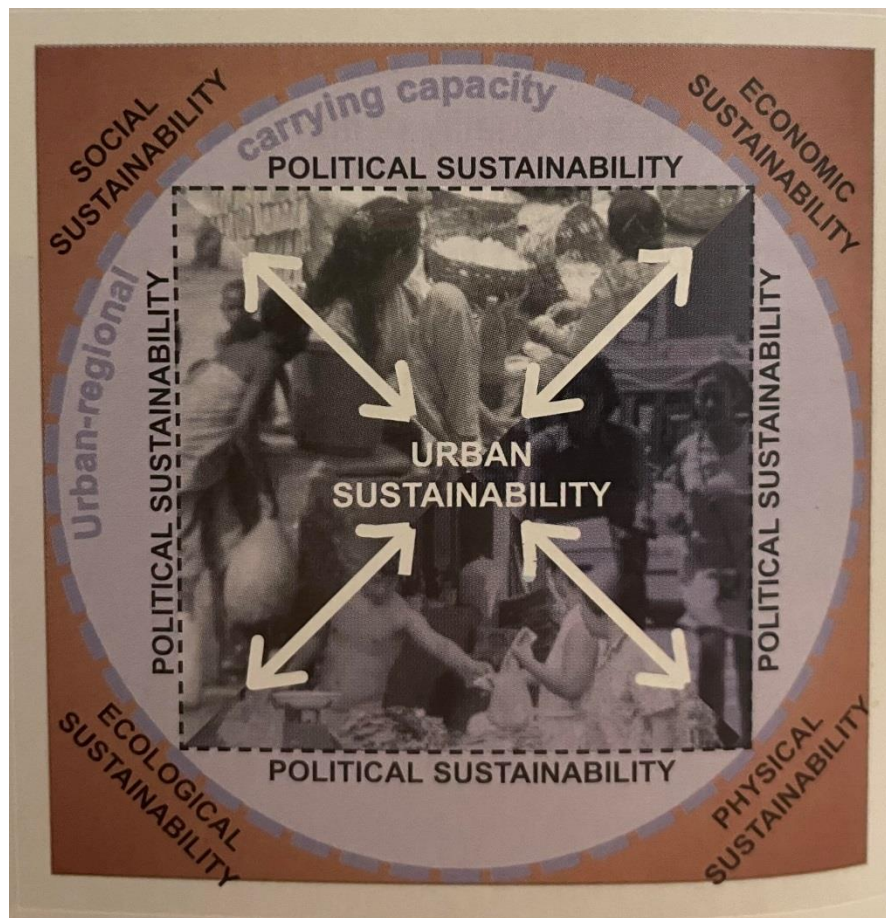 SOCIAL
SUSTAINABILITY
ECONOMIC
SUSTAINABILITY
Urban-regional carrying capacity
POLITICAL SUSTAINABILITY
POLITICAL SUSTAINABILITY
POLITICAL SUSTAINABILITY
URBAN
SUSTAINABILITY
POLITICAL SUSTAINABILITY
ECOLOGICAL
SUSTAINABILITY
PHYSICAL
SUSTAINABILITY